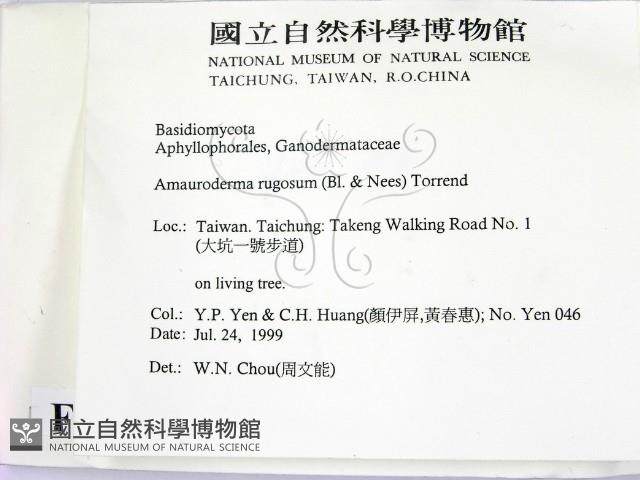 國立自然科學博物館
NATIONAL MUSEUM OF NATURAL SCIENCE
TAICHUNG, TAIWAN, R.O.CHINA
Basidiomycota
Aphyllophorales, Ganodermataceae
Amauroderma rugosum (Bl. & Nees) Torrend
Loc.: Taiwan. Taichung: Takeng Walking Road No. 1
(大坑一號步道)
on living tree.
Col.: Y.P. Yen & C.H. Huang(顏伊屏,黃春惠); No. Yen 046
Date: Jul. 24, 1999
Det.: W.N. Chou(周文能)
國立自然科學博物館
NATIONAL MUSEUM OF NATURAL SCIENCE